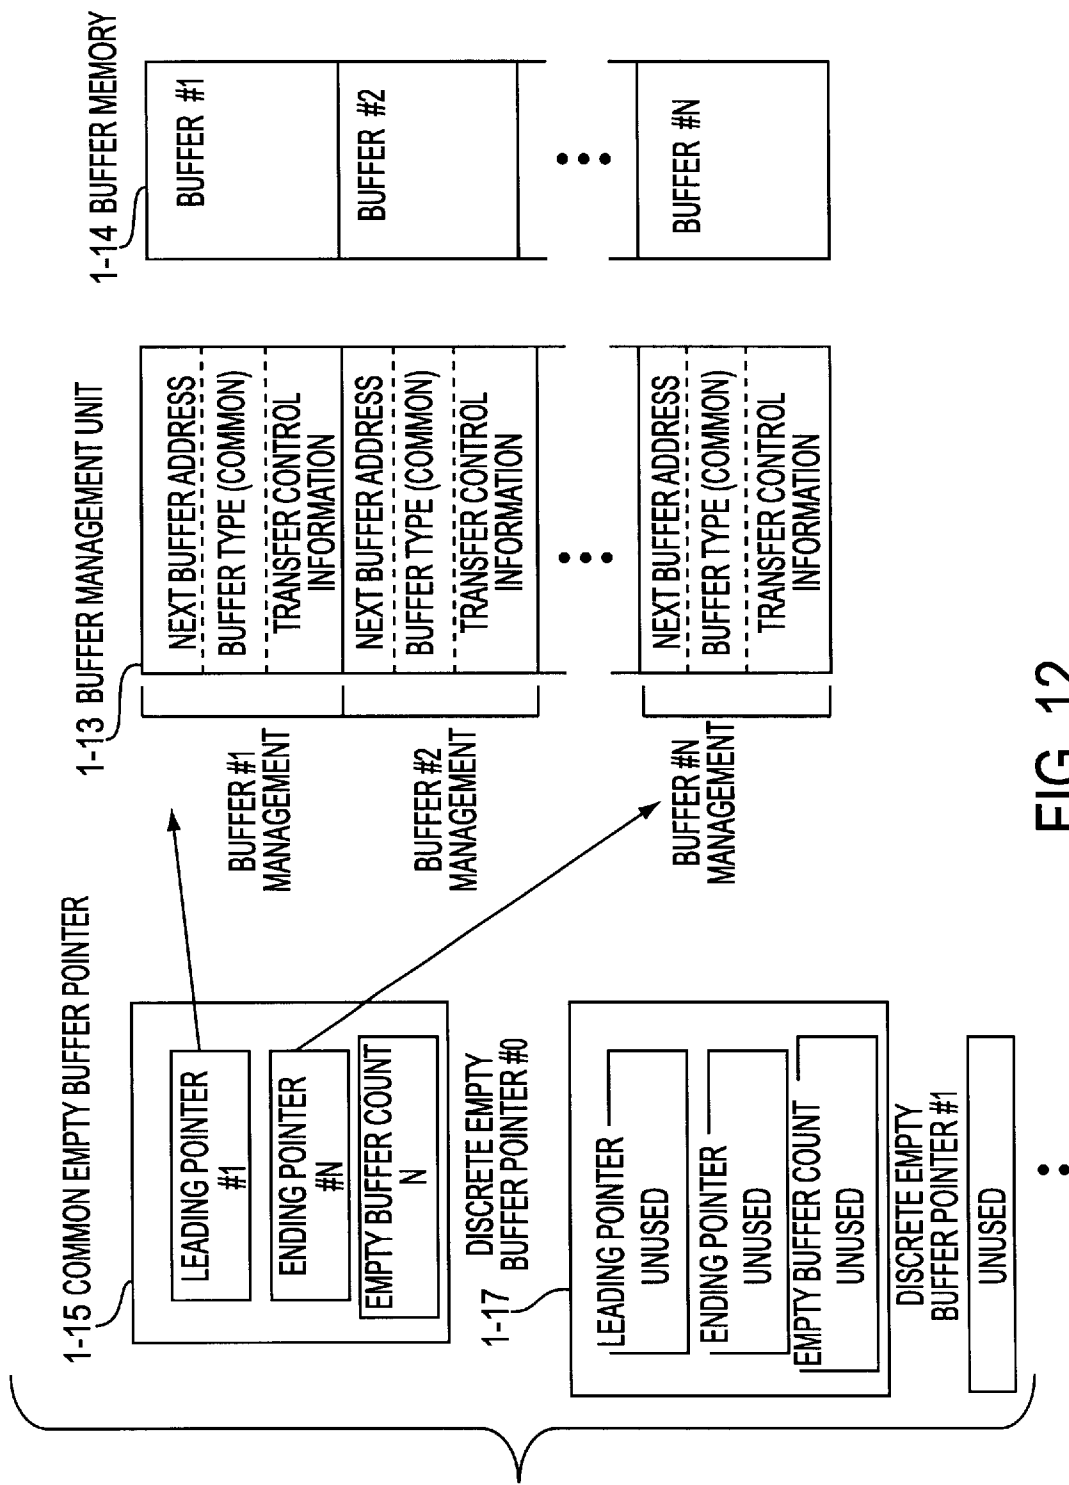 1-15 COMMON EMPTY BUFFER POINTER
LEADING POINTER
#1
ENDING POINTER
#N
EMPTY BUFFER COUNT
N
DISCRETE EMPTY
BUFFER POINTER #0
1-17
LEADING POINTER
UNUSED
ENDING POINTER
UNUSED
EMPTY BUFFER COUNT
UNUSED
DISCRETE EMPTY
BUFFER POINTER #1
UNUSED
1-13 BUFFER MANAGEMENT UNIT
BUFFER #1
MANAGEMENT
NEXT BUFFER ADDRESS
BUFFER TYPE (COMMON)
TRANSFER CONTROL
INFORMATION
BUFFER #2
MANAGEMENT
NEXT BUFFER ADDRESS
BUFFER TYPE (COMMON)
TRANSFER CONTROL
INFORMATION
BUFFER #N
MANAGEMENT
NEXT BUFFER ADDRESS
BUFFER TYPE (COMMON)
TRANSFER CONTROL
INFORMATION
1-14 BUFFER MEMORY
BUFFER #1
BUFFER #2
BUFFER #N
FIG. 12